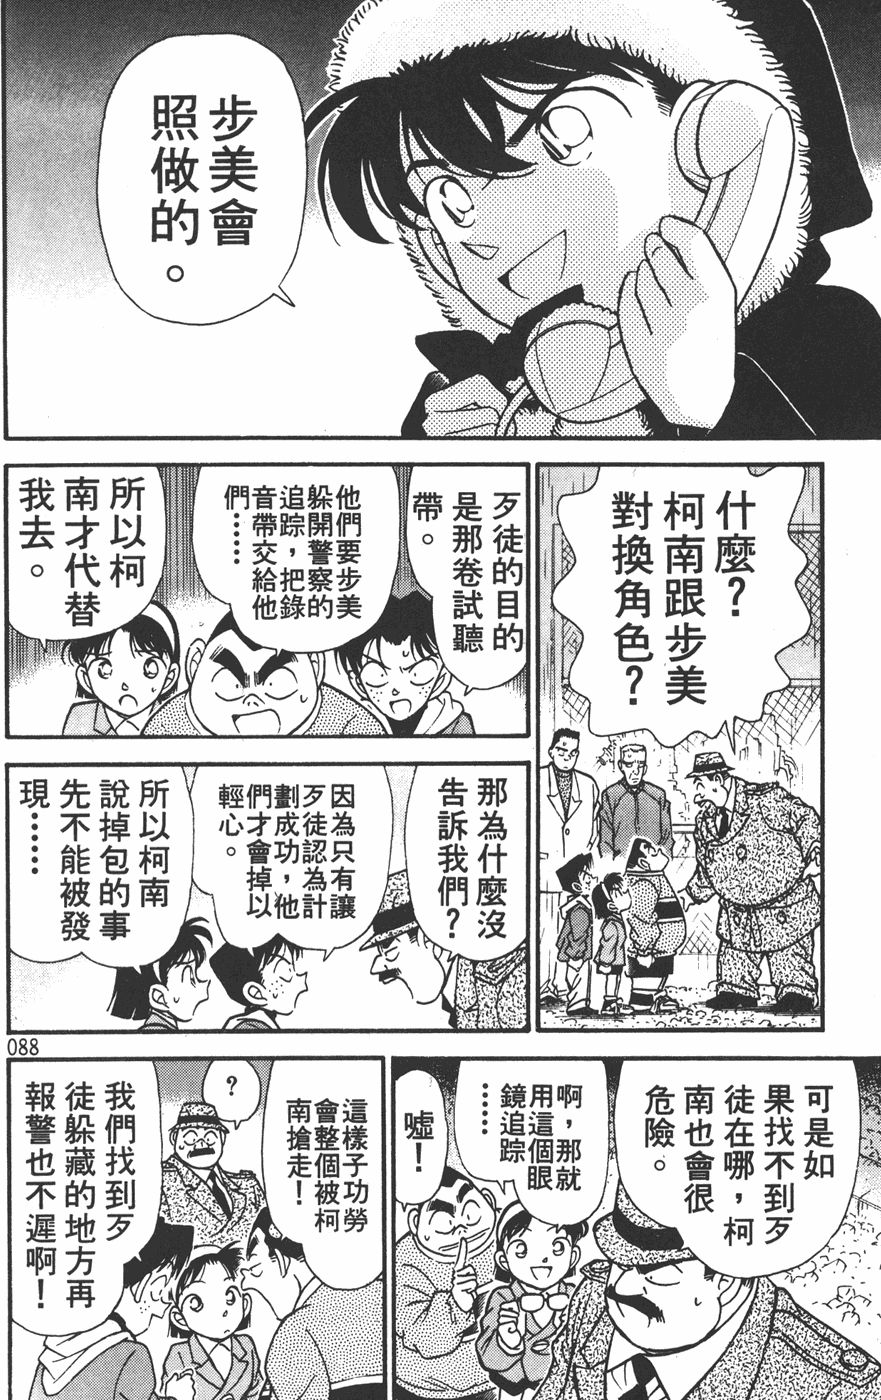 步美會
照做的。
什麼？
柯南跟步美
對換角色？
歹徒的目的
是那卷試聽
帶。
他們要步美
躲開警察的
追踪，把錄
音帶交給他
們……
所以柯
南才代替
我去。
那為什麼沒
告訴我們？
因為只有讓
歹徒認為計
劃成功，他
們才會掉以
輕心。
所以柯南
說掉包的事
先不能被發
現……
088
可是如
果找不到歹
徒在哪，柯
南也會很
危險。
啊，那就
用這個眼
鏡追踪
……
噓！
這樣子功勞
會整個被柯
南搶走！
？
我們找到歹
徒躲藏的地方再
報警也不遲啊！